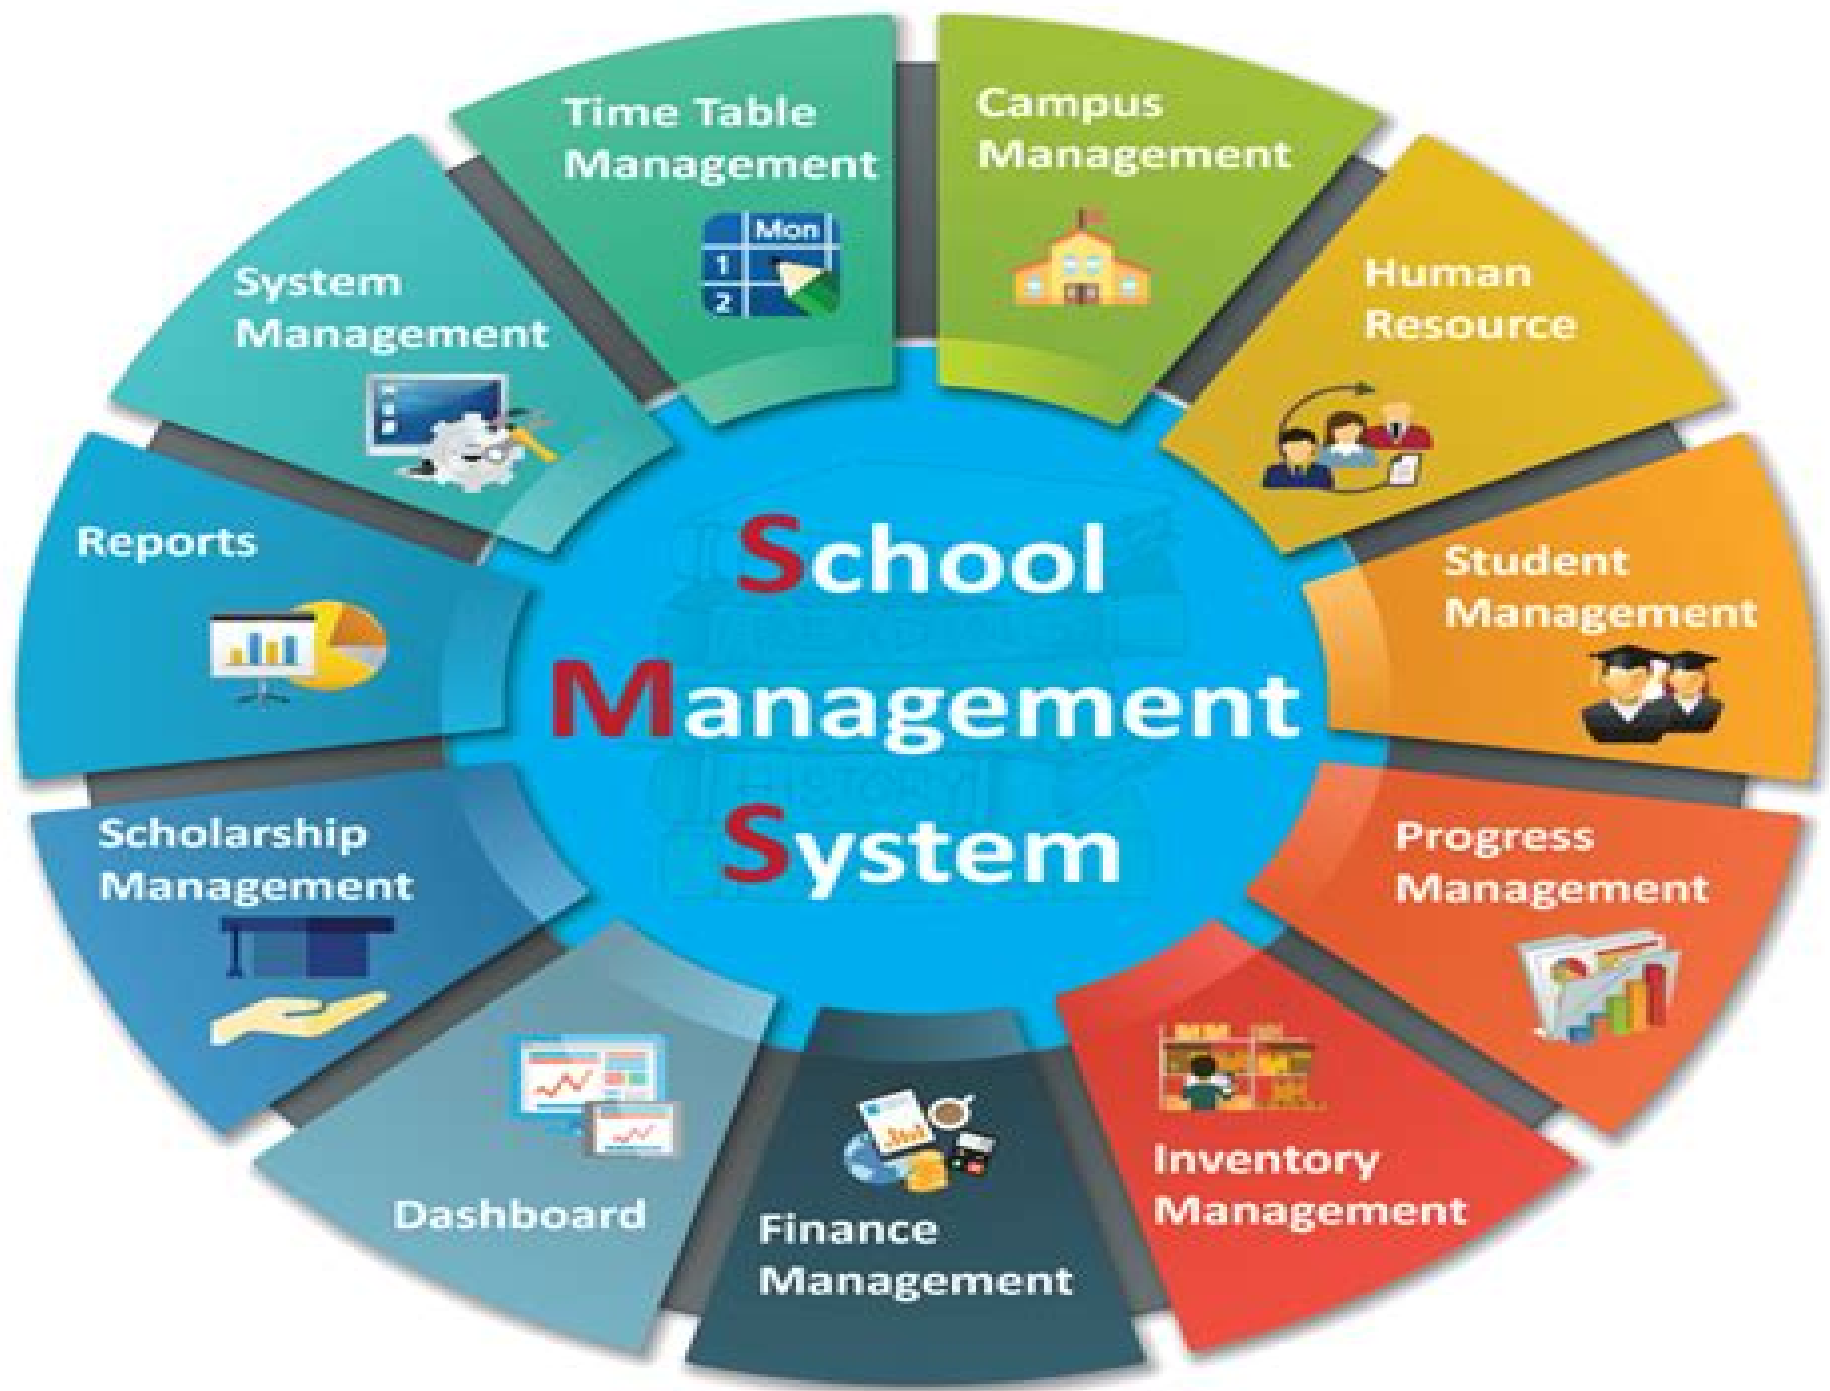 School
Management
System
Campus
Management
Human
Resource
Student
Management
Progress
Management
Inventory
Management
Finance
Management
Dashboard
Scholarship
Management
Reports
System
Management
Time Table
Management
Mon
1
2
HISTORY